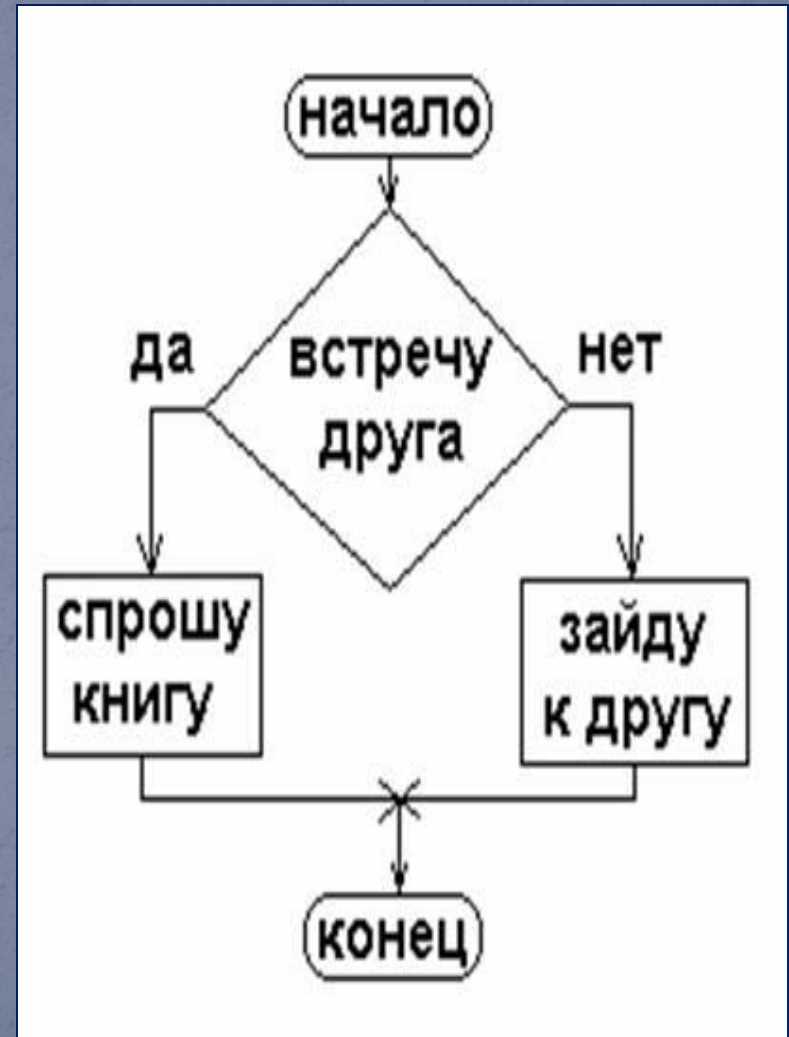 начало
да
встречу
друга
нет
спрошу
книгу
зайду
к другу
конец